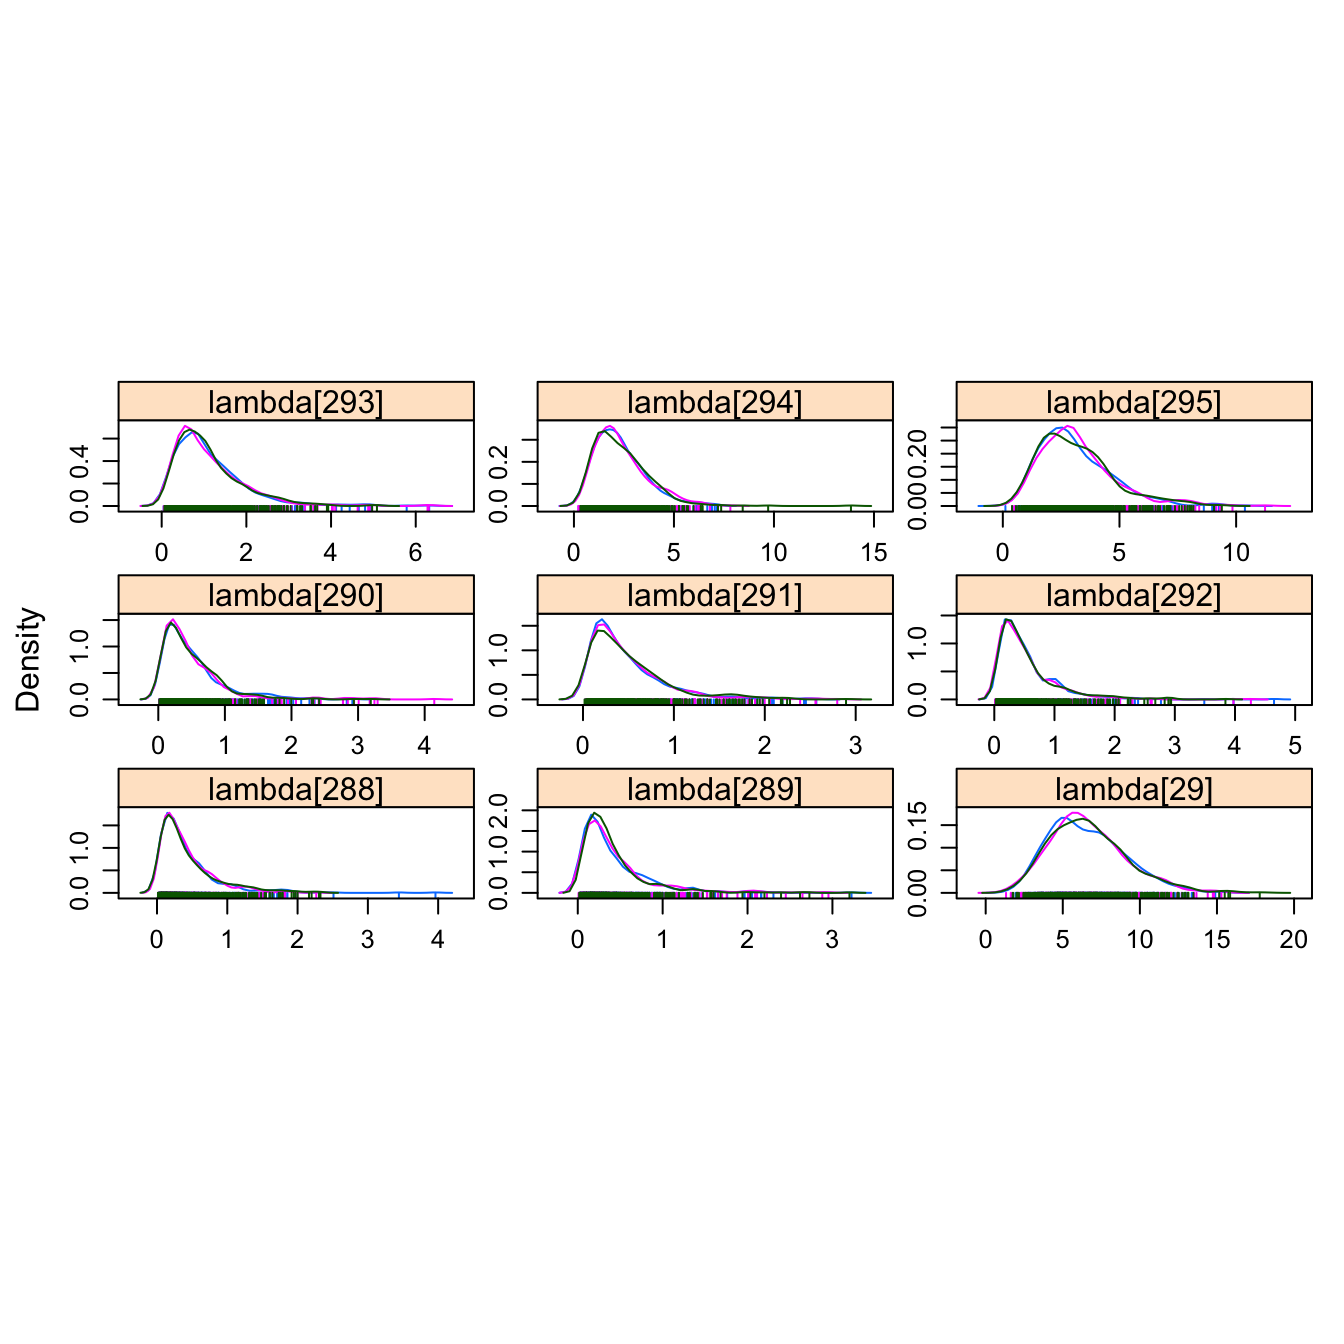 lambda[293] lambda[294] lambda[295]
0.0 0.4 0.0 0.2 0.00 0.20
0 2 4 6 0 5 10 15 0 5 10
Density
lambda[290] lambda[291] lambda[292]
0.0 1.0 0.0 1.0 0.0 1.0
0 1 2 3 4 0 1 2 3 0 1 2 3 4 5
lambda[288] lambda[289] lambda[29]
0.0 1.0 0.0 1.0 2.0 0.00 0.15
0 1 2 3 4 0 1 2 3 0 5 10 15 20